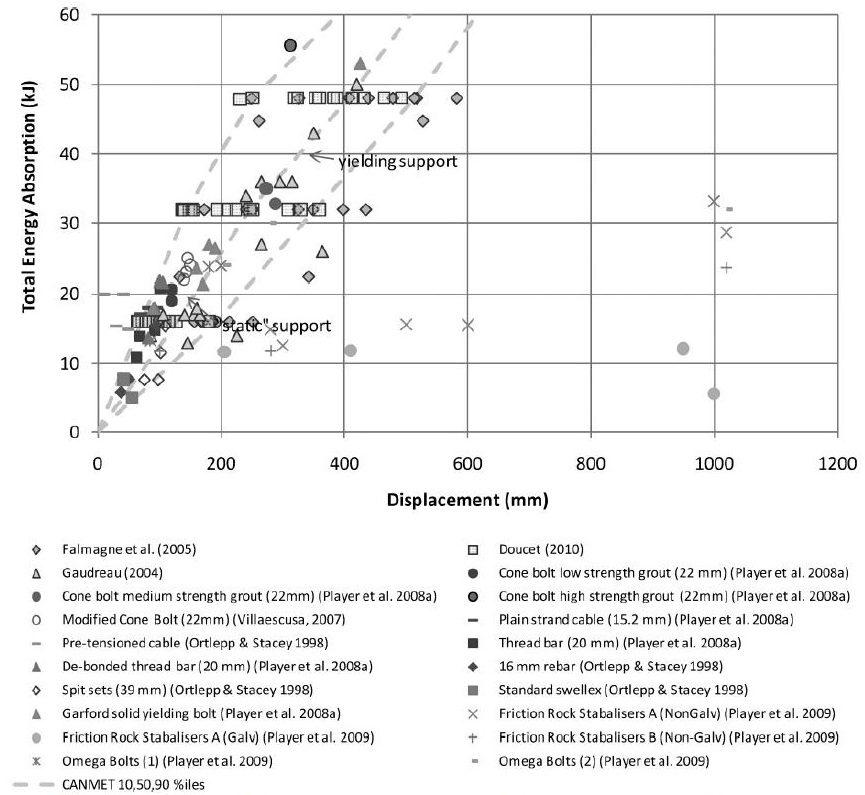 60
50
40
30
20
10
0
Total Energy Absorption (kJ)
yielding support
"static" support
0
200
400
600
800
1000
1200
Displacement (mm)
Falmagne et al. (2005)
Doucet (2010)
Gaudreau (2004)
Cone bolt low strength grout (22 mm) (Player et al. 2008a)
Cone bolt medium strength grout (22mm) (Player et al. 2008a)
Cone bolt high strength grout (22mm) (Player et al. 2008a)
Modified Cone Bolt (22mm) (Villaescusa, 2007)
Plain strand cable (15.2 mm) (Player et al. 2008a)
Pre-tensioned cable (Ortlepp & Stacey 1998)
Thread bar (20 mm) (Player et al. 2008a)
De-bonded thread bar (20 mm) (Player et al. 2008a)
16 mm rebar (Ortlepp & Stacey 1998)
Spit sets (39 mm) (Ortlepp & Stacey 1998)
Standard swellex (Ortlepp & Stacey 1998)
Garford solid yielding bolt (Player et al. 2008a)
Friction Rock Stabalisers A (NonGalv) (Player et al. 2009)
Friction Rock Stabalisers A (Galv) (Player et al. 2009)
Friction Rock Stabalisers B (Non-Galv) (Player et al. 2009)
Omega Bolts (1) (Player et al. 2009)
Omega Bolts (2) (Player et al. 2009)
CANMET 10,50,90 %iles